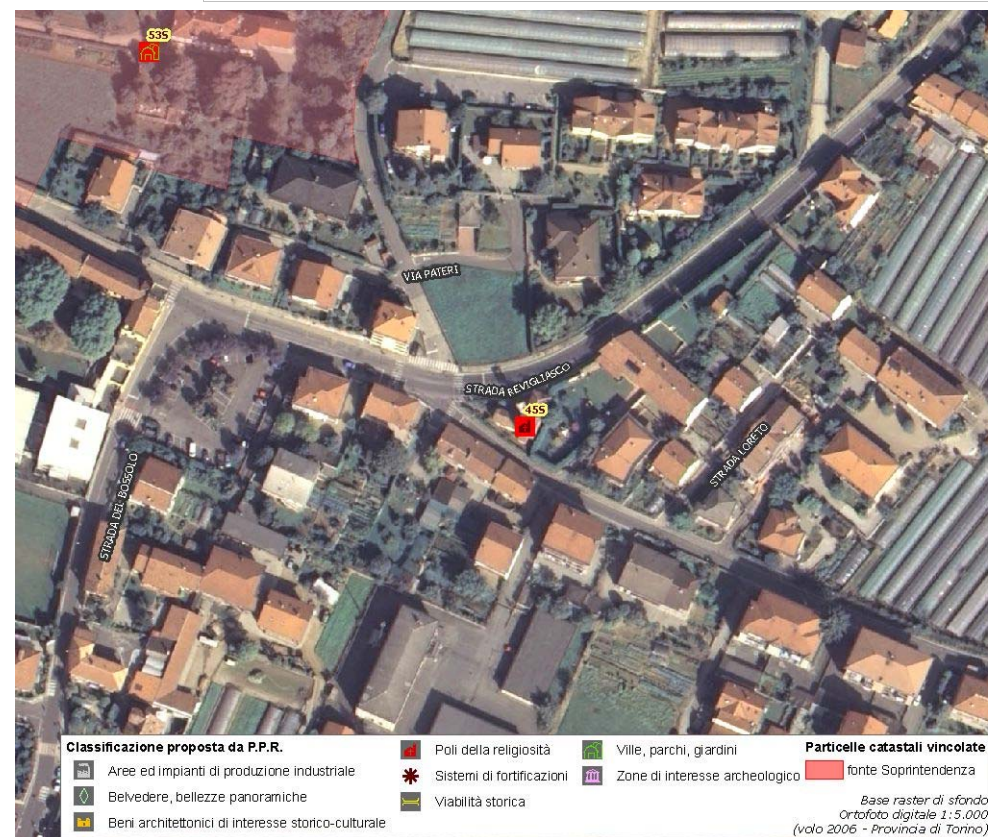 53S
VIA PATERI
STRADA REVIGLIASCO
45S
STRADA LORETO
STRADA DEL BOSSOLO
Classificazione proposta da P.P.R.
Aree ed impianti di produzione industriale
Belvedere, bellezze panoramiche
Beni architettonici di interesse storico-culturale
Poli della religiosità
Sistemi di fortificazioni
Viabilità storica
Ville, parchi, giardini
Zone di interesse archeologico
Particelle catastali vincolate
fonte Soprintendenza
Base raster di sfondo
Ortofoto digitale 1:5.000
(volo 2006 - Provincia di Torino)